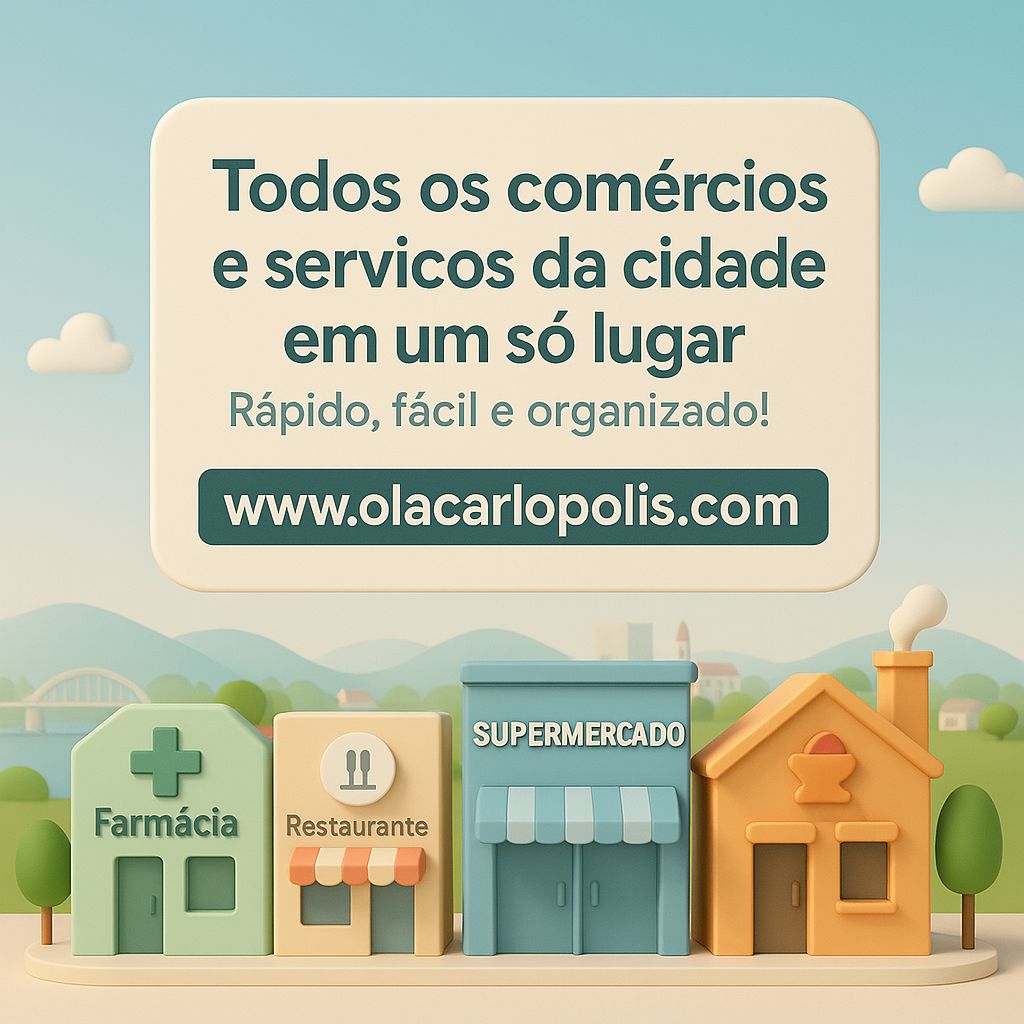 Todos os comércios
e servicos da cidade
em um só lugar
Rápido, fácil e organizado!
www.olacarlopolis.com
Farmácia
Restaurante
SUPERMERCADO